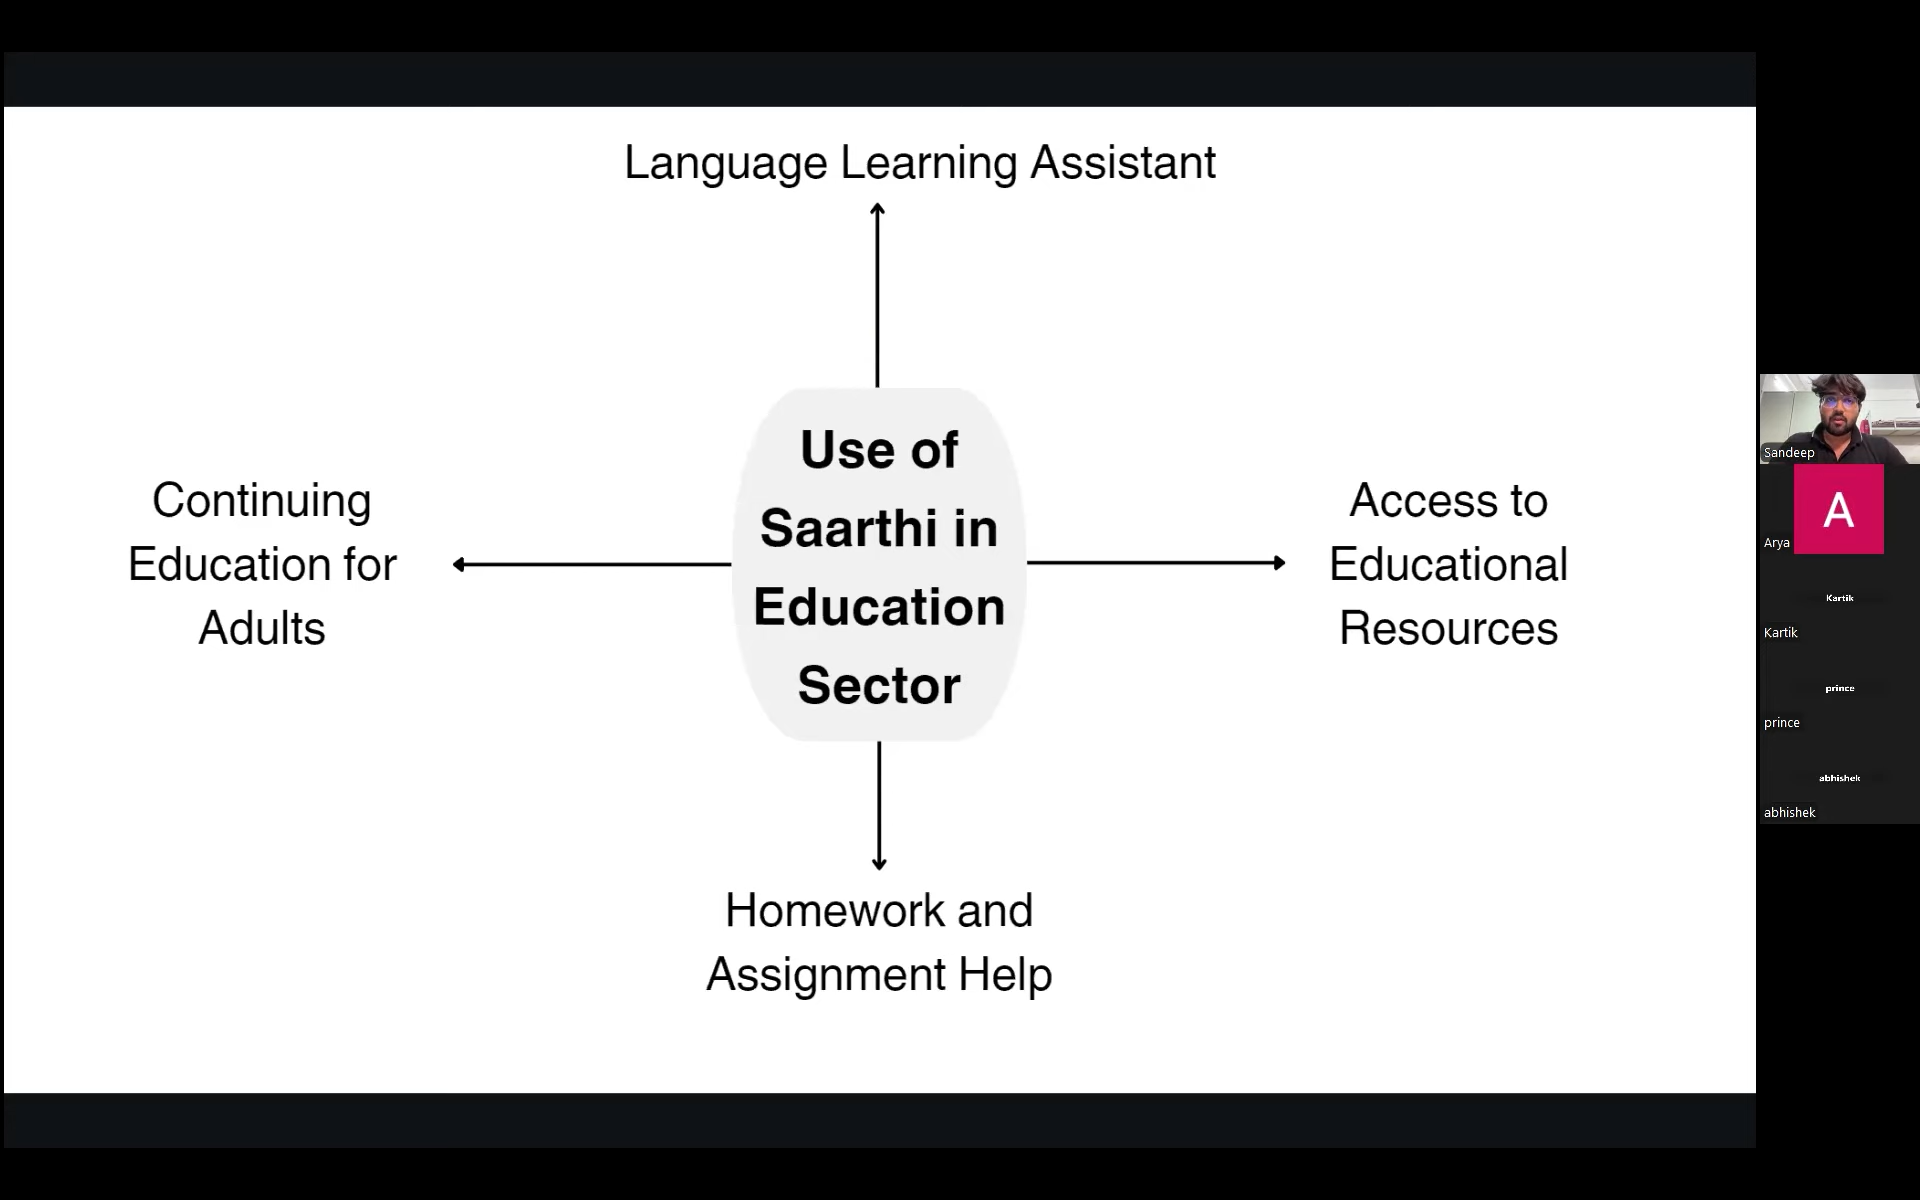 Language Learning Assistant
Use of
Saarthi in
Education
Sector
Continuing
Education for
Adults
Access to
Educational
Resources
Homework and
Assignment Help
Sandeep
A
Arya
Kartik
Kartik
prince
prince
abhishek
abhishek